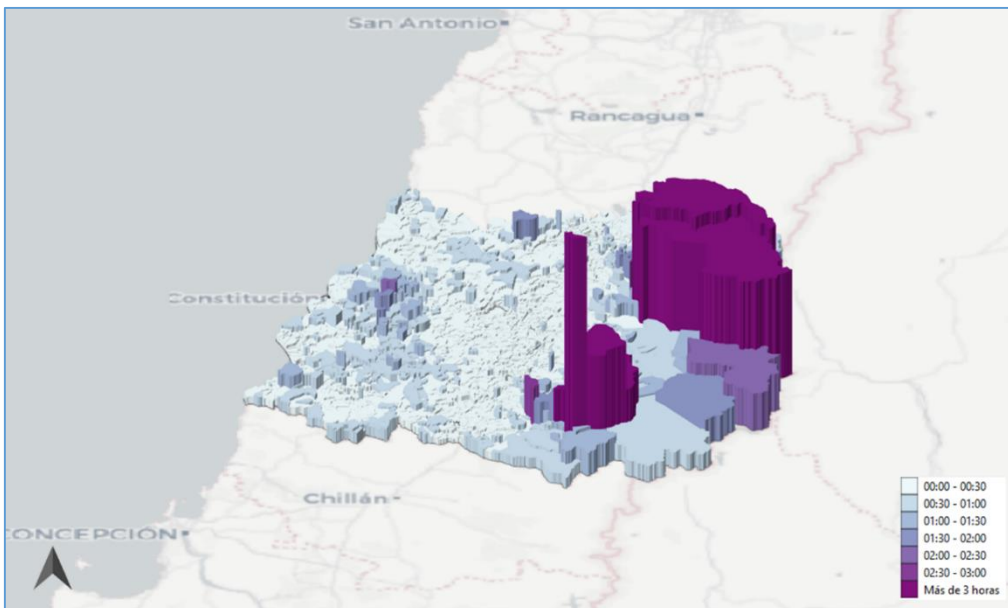 San Antonio
Rancagua
Constitución
Chillán
CONCEPCIÓN
00:00 - 00:30
00:30 - 01:00
01:00 - 01:30
01:30 - 02:00
02:00 - 02:30
02:30 - 03:00
Más de 3 horas